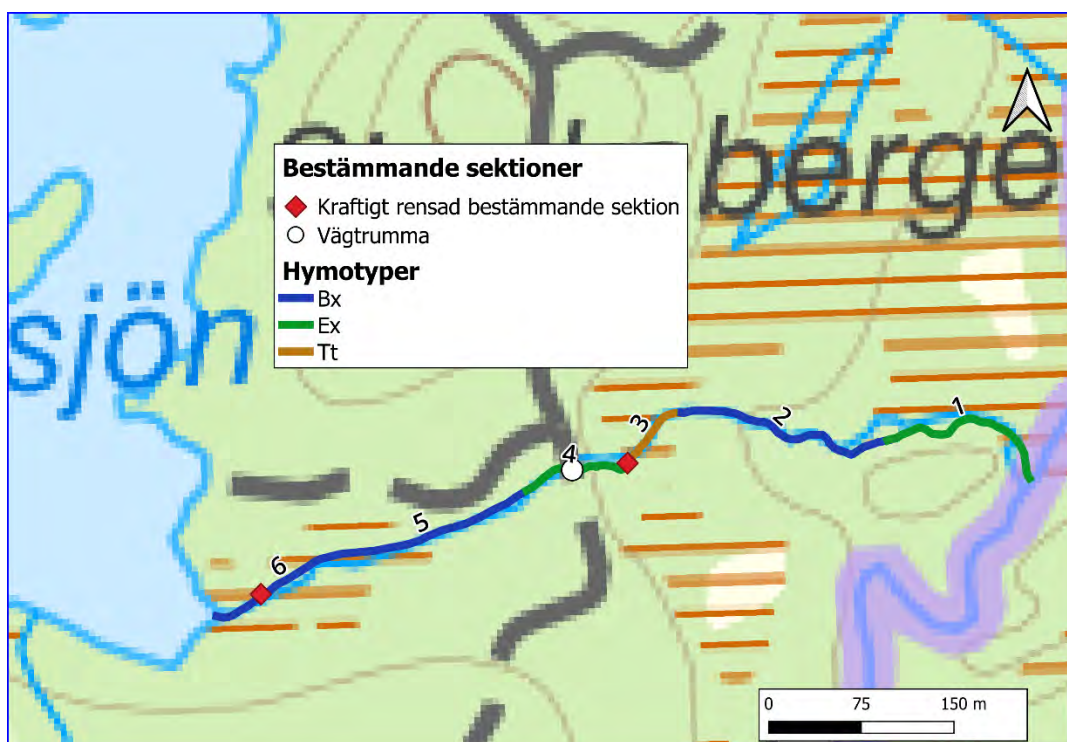 berge
Bestämmande sektioner
Kraftigt rensad bestämmande sektion
Vägtrumma
Hymotyper
Bx
Ex
Tt
sjön
1
2
3
4
5
6
0 75 150 m